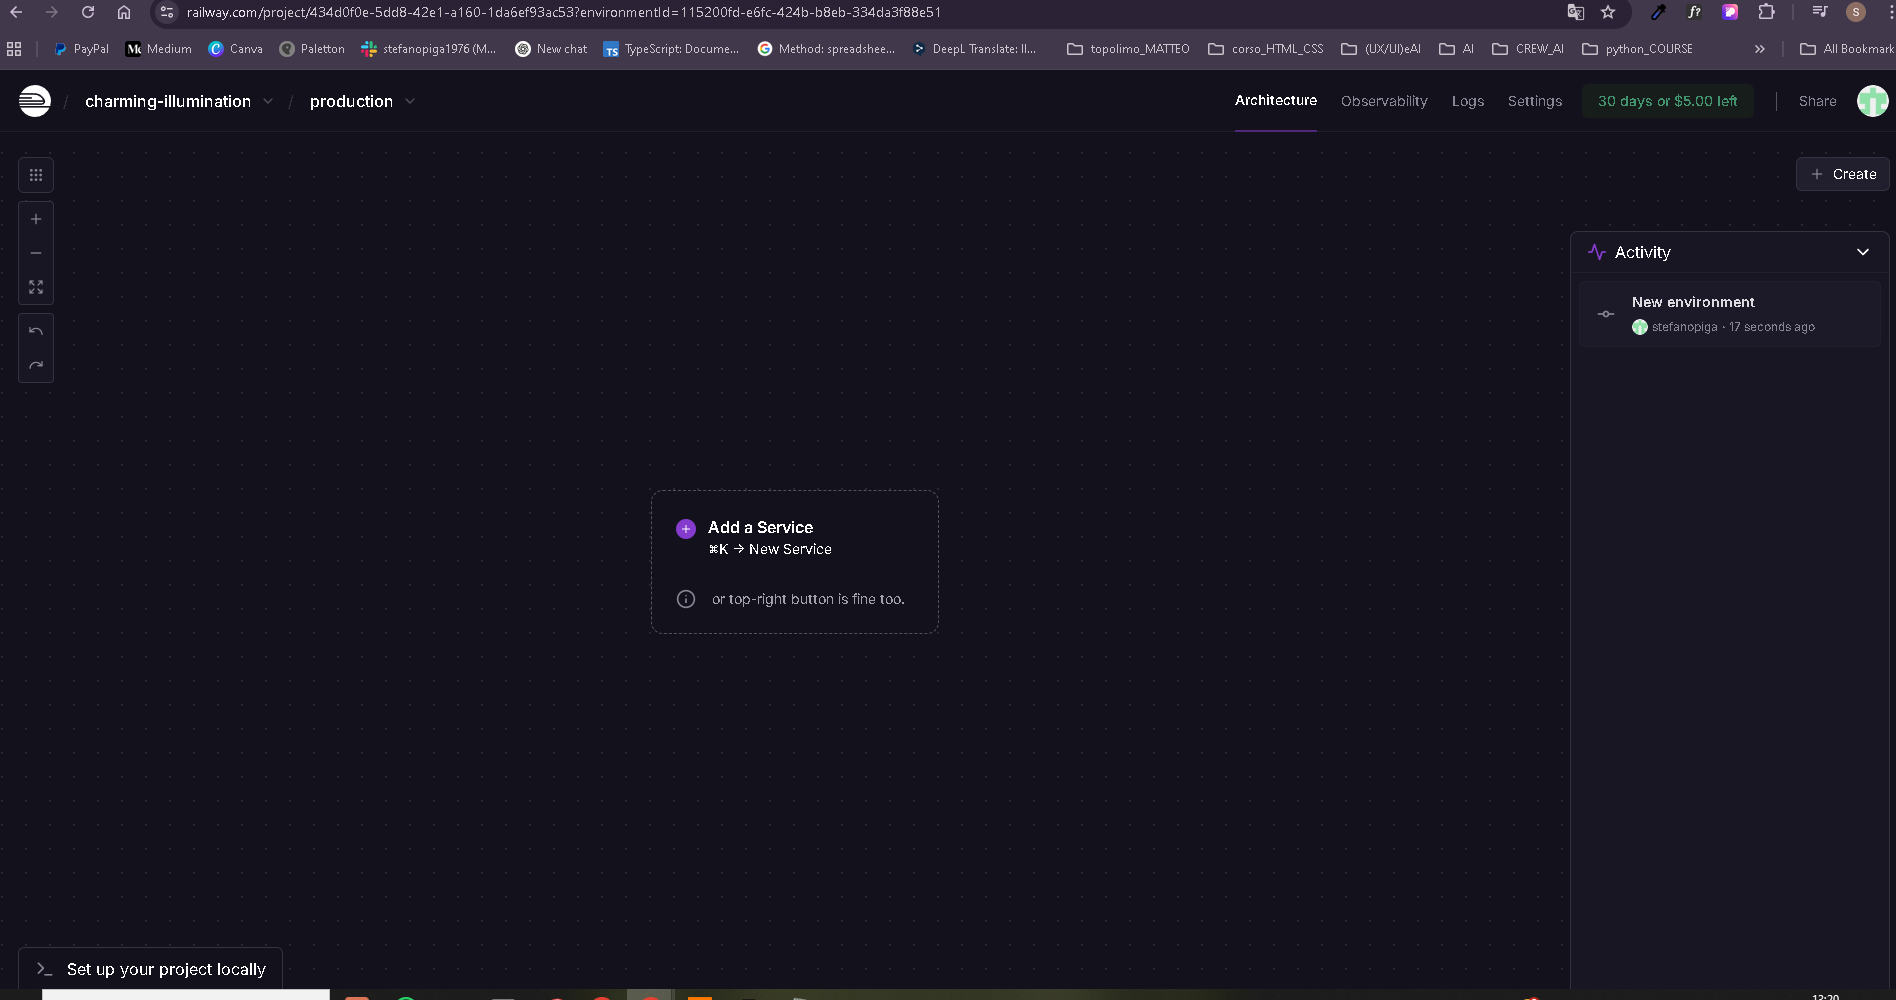 railway.com/project/434d0f0e-5dd8-42e1-a160-1da6ef93ac53?environmentId=115200fd-e6fc-424b-b8eb-334da3f88e51
f?
S
PayPal
Medium
Canva
Paletton
stefanopiga1976 (M...
New chat
TS
TypeScript: Docume...
Method: spreadshee...
DeepL Translate: Il...
topolimo_MATTEO
corso_HTML_CSS
(UX/UI)eAI
AI
CREW_AI
python_COURSE
»
All Bookmark
/ charming-illumination / production
Architecture
Observability
Logs
Settings
30 days or $5.00 left
Share
+ Create
Activity
New environment
stefanopiga · 17 seconds ago
Add a Service
⌘K → New Service
or top-right button is fine too.
Set up your project locally